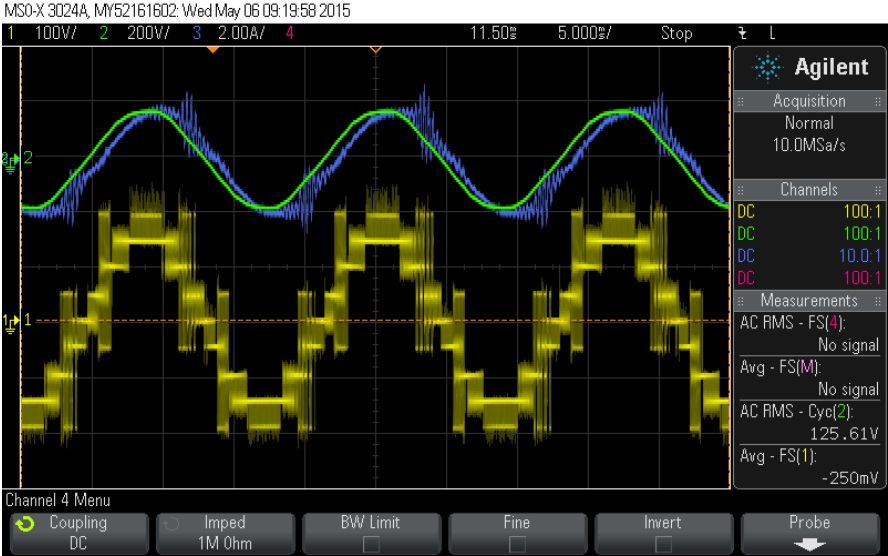 MSO-X 3024A, MY52161602: Wed May 06 09:19:58 2015
1 100V/ 2 200V/ 3 2.00A/ 4 11.50s 5.000s/ Stop L
Agilent
Acquisition
Normal
10.0MSa/s
Channels
DC 100:1
DC 100:1
DC 10.0:1
DC 100:1
Measurements
AC RMS - FS(4):
No signal
Avg - FS(M):
No signal
AC RMS - Cyc(2):
125.61V
Avg - FS(1):
-250mV
2 2
1 1
Channel 4 Menu
Coupling
DC
Imped
1M Ohm
BW Limit
Fine
Invert
Probe